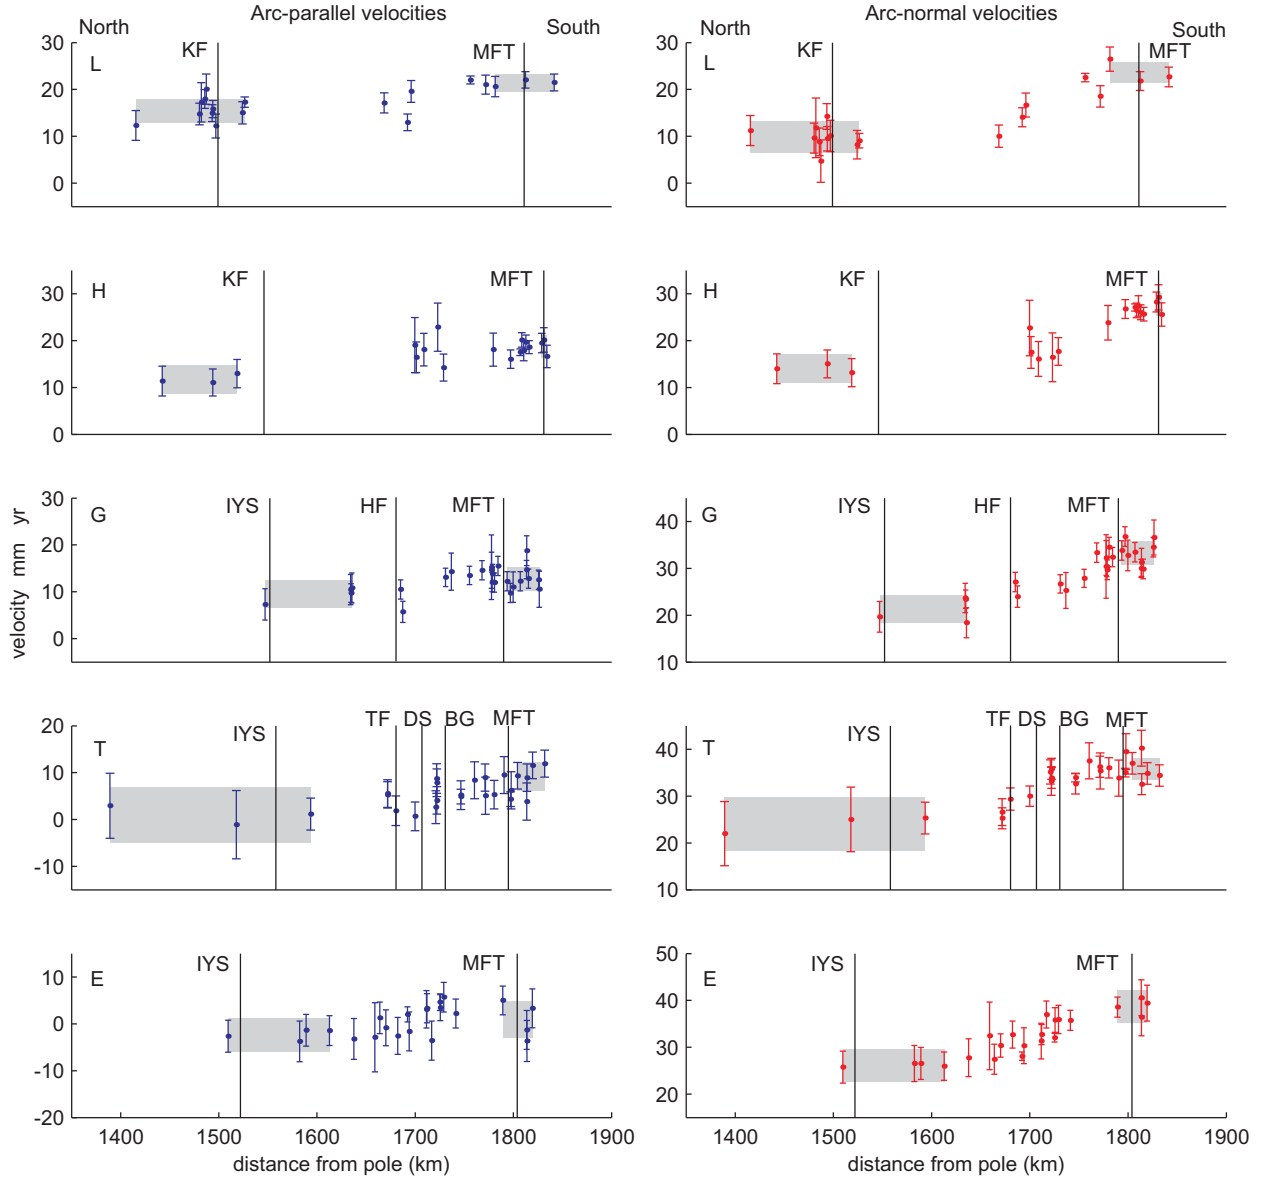 Arc-parallel velocities
Arc-normal velocities
North
South
North
South
L
KF
MFT
30
20
10
0
L
KF
MFT
30
20
10
0
H
KF
MFT
30
20
10
0
H
KF
MFT
30
20
10
0
velocity mm yr
G
IYS
HF
MFT
30
20
10
0
G
IYS
HF
MFT
40
30
20
10
T
IYS
TF
DS
BG
MFT
20
10
0
-10
T
IYS
TF
DS
BG
MFT
40
30
20
10
E
IYS
MFT
10
0
-10
-20
E
IYS
MFT
50
40
30
20
1400 1500 1600 1700 1800 1900
1400 1500 1600 1700 1800 1900
distance from pole (km)
distance from pole (km)